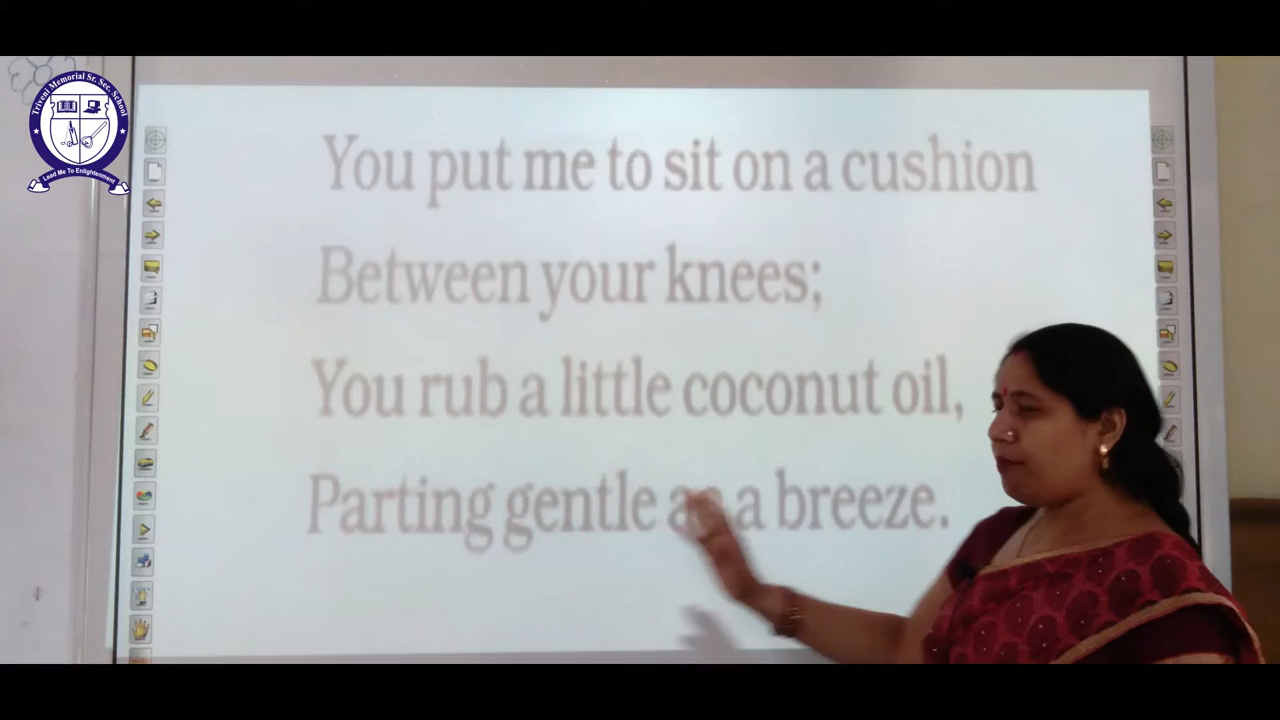 Triveni Memorial Sr. Sec. School
Lead Me To Enlightenment
You put me to sit on a cushion
Between your knees;
You rub a little coconut oil,
Parting gentle as a breeze.